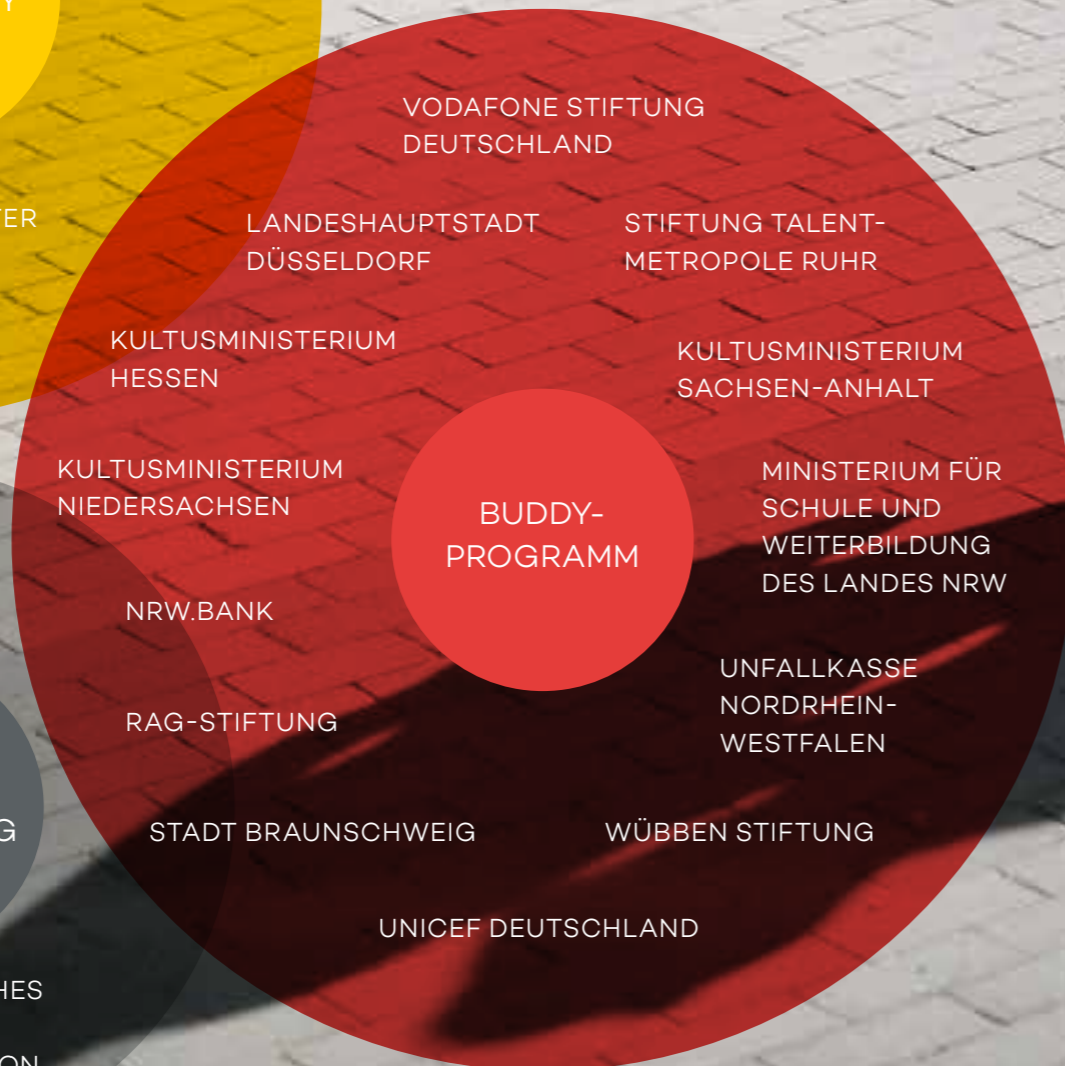 VODAFONE STIFTUNG
DEUTSCHLAND
LANDESHAUPTSTADT
DÜSSELDORF
STIFTUNG TALENT-
METROPOLE RUHR
KULTUSMINISTERIUM
HESSEN
KULTUSMINISTERIUM
SACHSEN-ANHALT
KULTUSMINISTERIUM
NIEDERSACHSEN
BUDDY-
PROGRAMM
MINISTERIUM FÜR
SCHULE UND
WEITERBILDUNG
DES LANDES NRW
NRW.BANK
UNFALLKASSE
NORDRHEIN-
WESTFALEN
RAG-STIFTUNG
STADT BRAUNSCHWEIG
WÜBBEN STIFTUNG
UNICEF DEUTSCHLAND